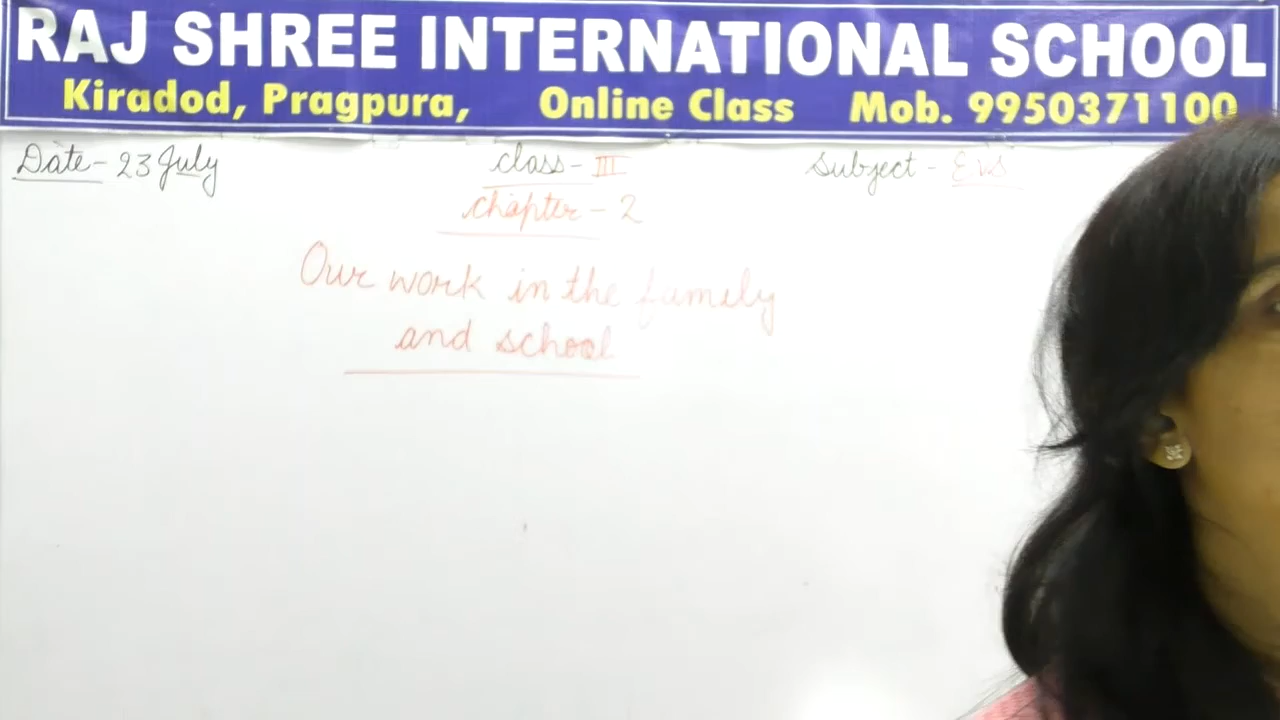 RAJ SHREE INTERNATIONAL SCHOOL
Kiradod, Pragpura, Online Class Mob. 9950371100
Date- 23 July class- III Subject - EVS
Chapter - 2
Our work in the family
and school